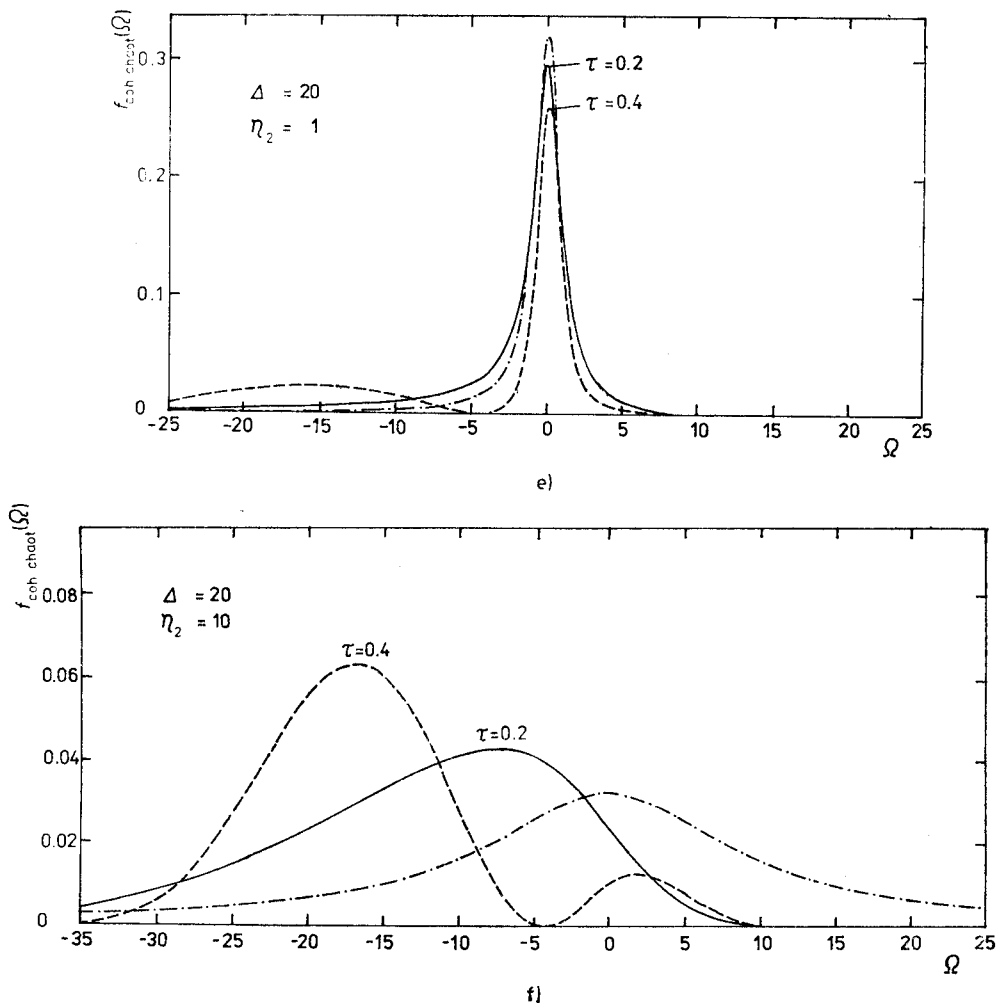 f_coh chaot(Ω)
0.3
0.2
0.1
0
Δ = 20
η₂ = 1
τ = 0.2
τ = 0.4
-25 -20 -15 -10 -5 0 5 10 15 20 25
Ω
e)
f_coh chaot(Ω)
0.08
0.06
0.04
0.02
0
Δ = 20
η₂ = 10
τ=0.4
τ=0.2
-35 -30 -25 -20 -15 -10 -5 0 5 10 15 20 25
Ω
f)